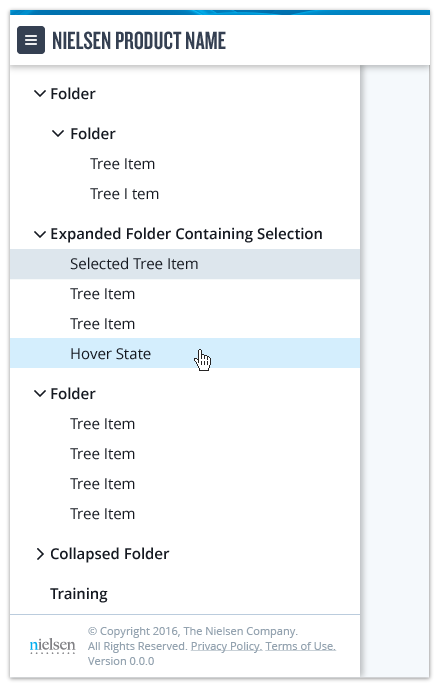 NIELSEN PRODUCT NAME
Folder
Folder
Tree Item
Tree I tem
Expanded Folder Containing Selection
Selected Tree Item
Tree Item
Tree Item
Hover State
Folder
Tree Item
Tree Item
Tree Item
Tree Item
Collapsed Folder
Training
nielsen
© Copyright 2016, The Nielsen Company.
All Rights Reserved. Privacy Policy. Terms of Use.
Version 0.0.0